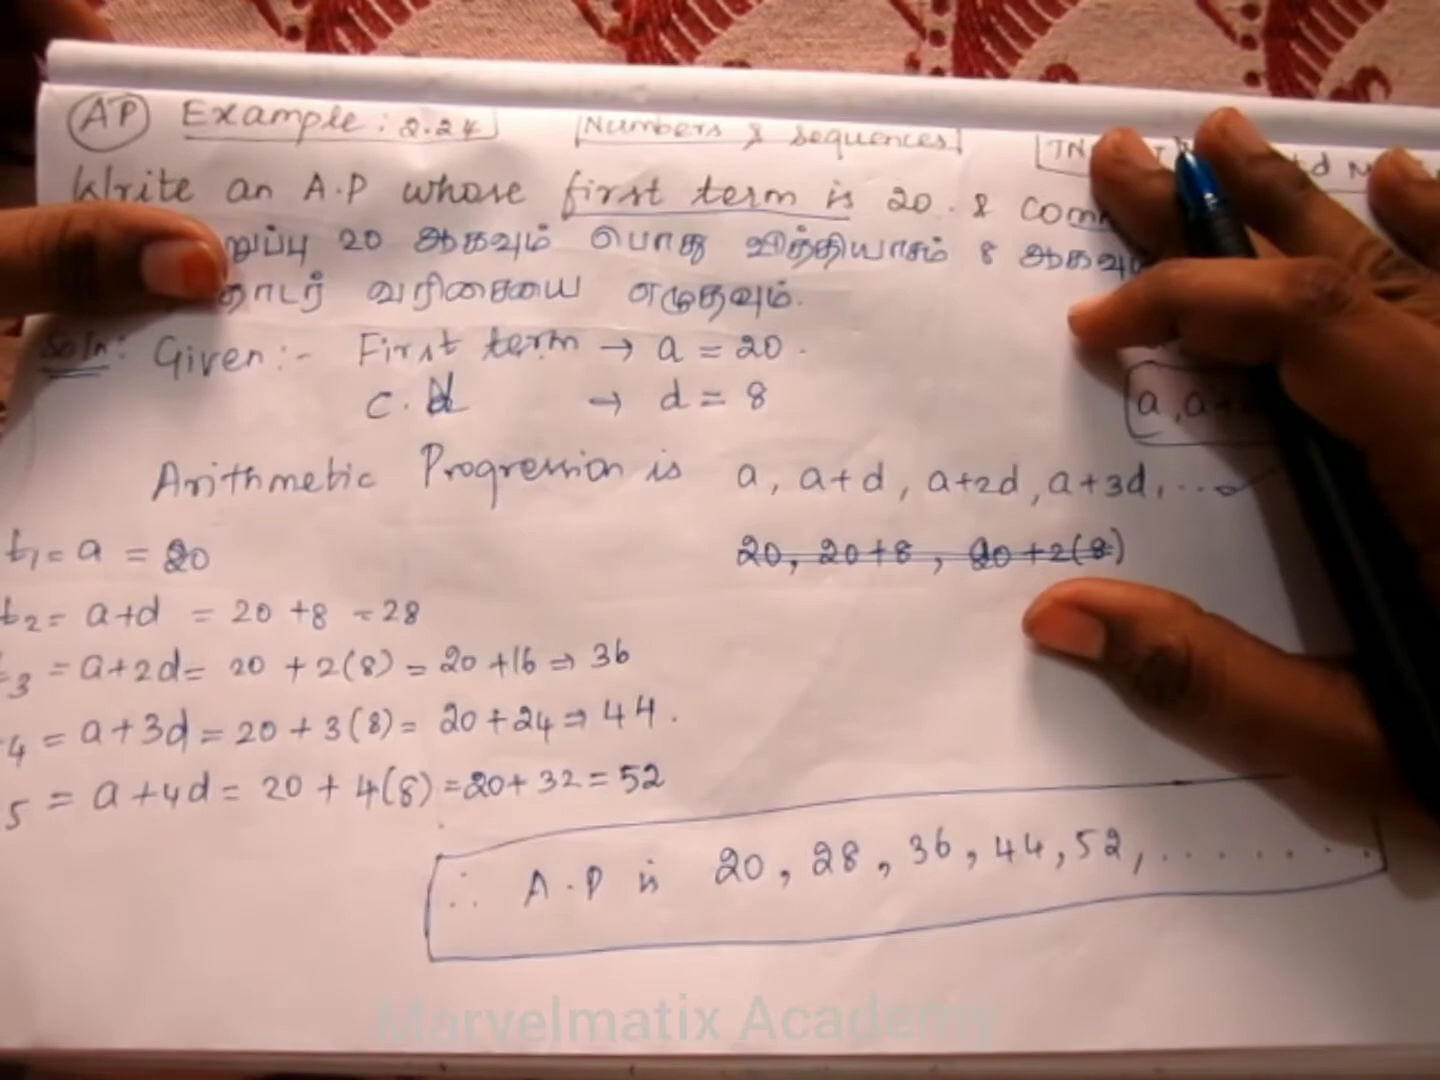 AP Example: 2.24 Numbers & sequences TN
Write an A.P whose first term is 20 & com
20 ஆகவும் பொது வித்தியாசம் 8
வரிசையை எழுதவும்.
Soln: Given:- First term → a = 20.
C.d → d = 8
a, a+
Arithmetic Progression is a, a+d, a+2d, a+3d, ...
t1 = a = 20
20, 20+8, 20+2(8)
t2 = a+d = 20 +8 = 28
3 = a+2d = 20 + 2(8) = 20 +16 ⇒ 36
4 = a+3d = 20 + 3(8) = 20+24 ⇒ 44.
5 = a+4d = 20 + 4(8) = 20+ 32 = 52
∴ A.P is 20, 28, 36, 44, 52, ........
Marvelmatix Academy